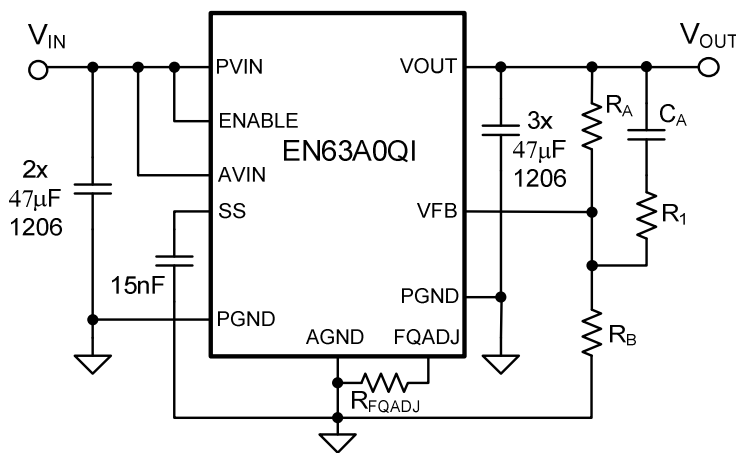 VIN
VOUT
PVIN
VOUT
ENABLE
EN63A0QI
AVIN
SS
VFB
PGND
PGND
AGND
FQADJ
2x
47µF
1206
15nF
3x
47µF
1206
RA
CA
R1
RB
RFQADJ